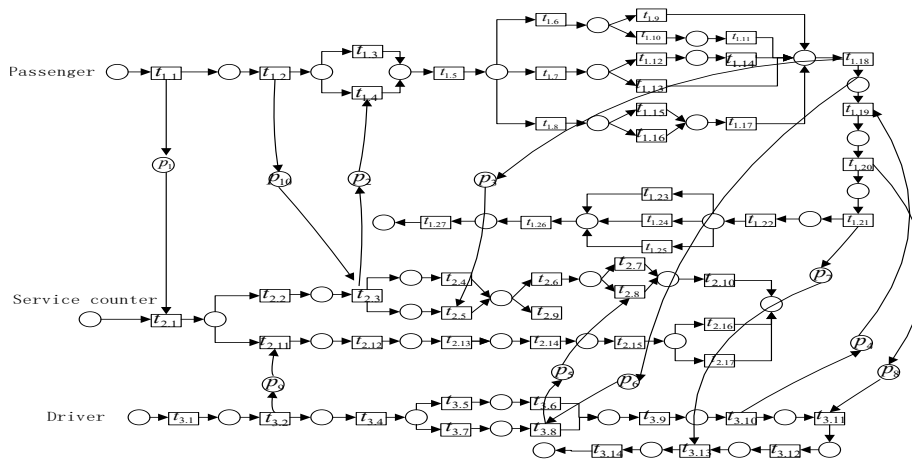 t1.6
t1.9
t1.10
t1.11
t1.3
Passenger
t1.1
t1.2
t1.5
t1.7
t1.12
t1.14
t1.18
t1.4
t1.13
t1.15
t1.19
t1.8
t1.16
t1.17
p1
p10
p2
p3
t1.20
t1.23
t1.27
t1.26
t1.24
t1.22
t1.21
t1.25
t2.7
p7
t2.4
t2.6
t2.10
Service counter
t2.2
t2.3
t2.8
t2.1
t2.5
t2.9
t2.16
t2.11
t2.12
t2.13
t2.14
t2.15
p4
t2.17
p9
p5
p6
p8
t3.5
t3.6
Driver
t3.1
t3.2
t3.4
t3.9
t3.10
t3.11
t3.7
t3.8
t3.14
t3.13
t3.12